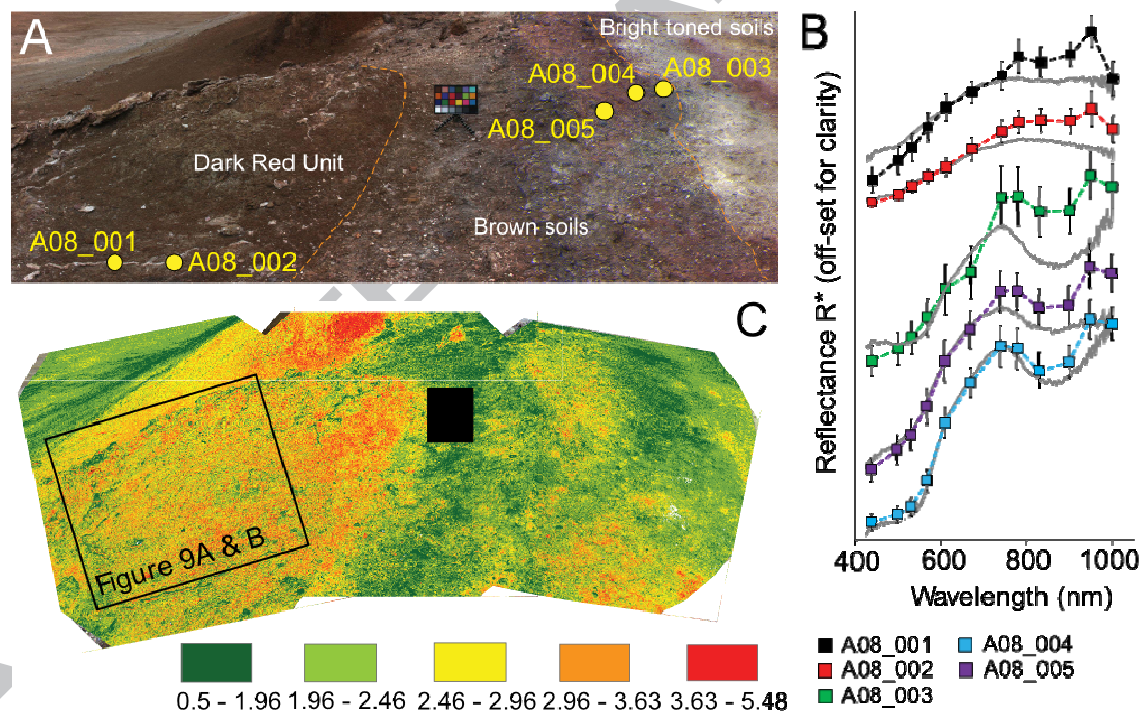 A
Bright toned soils
A08_004
A08_003
A08_005
Dark Red Unit
Brown soils
A08_001
A08_002
B
Reflectance R* (off-set for clarity)
400 600 800 1000
Wavelength (nm)
A08_001
A08_002
A08_003
A08_004
A08_005
C
Figure 9A & B
0.5 - 1.96 1.96 - 2.46 2.46 - 2.96 2.96 - 3.63 3.63 - 5.48